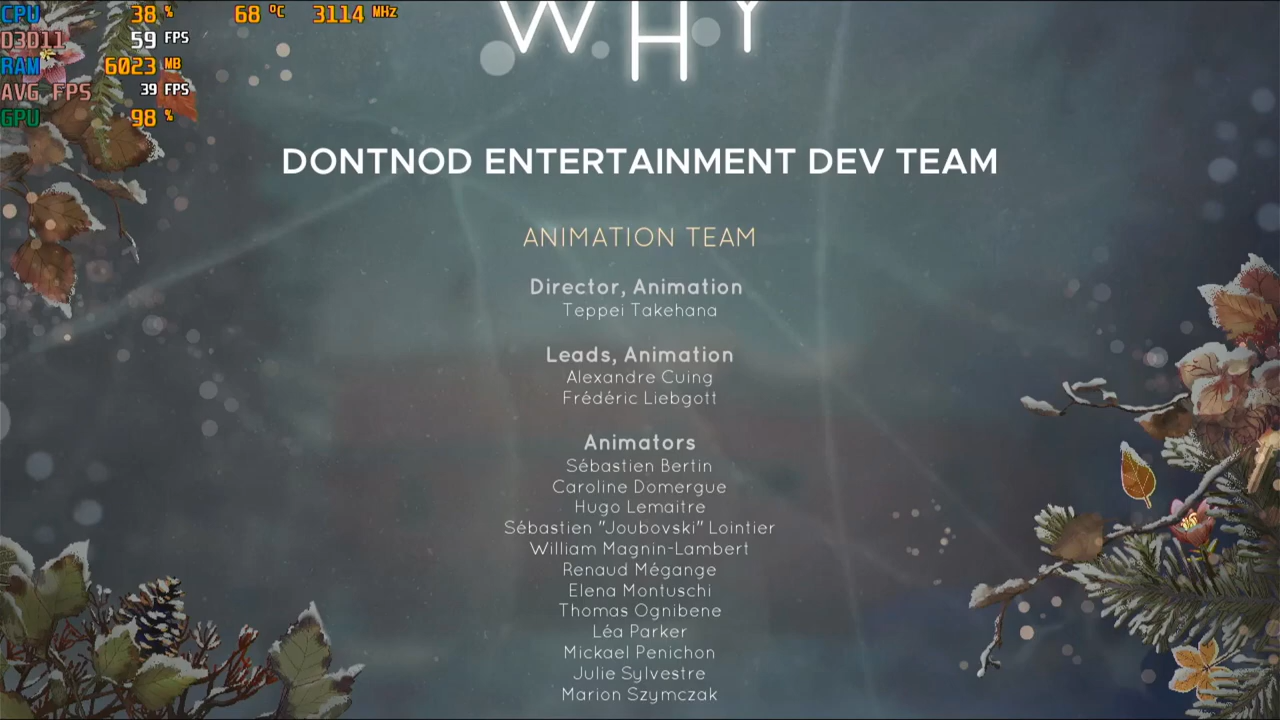 CPU 38 % 68 °C 3114 MHz
D3D11 59 FPS
RAM 6023 MB
AVG FPS 39 FPS
GPU 98 %
WHY
DONTNOD ENTERTAINMENT DEV TEAM
ANIMATION TEAM
Director, Animation
Teppei Takehana
Leads, Animation
Alexandre Cuing
Frédéric Liebgott
Animators
Sébastien Bertin
Caroline Domergue
Hugo Lemaitre
Sébastien "Joubovski" Lointier
William Magnin-Lambert
Renaud Mégange
Elena Montuschi
Thomas Ognibene
Léa Parker
Mickael Penichon
Julie Sylvestre
Marion Szymczak